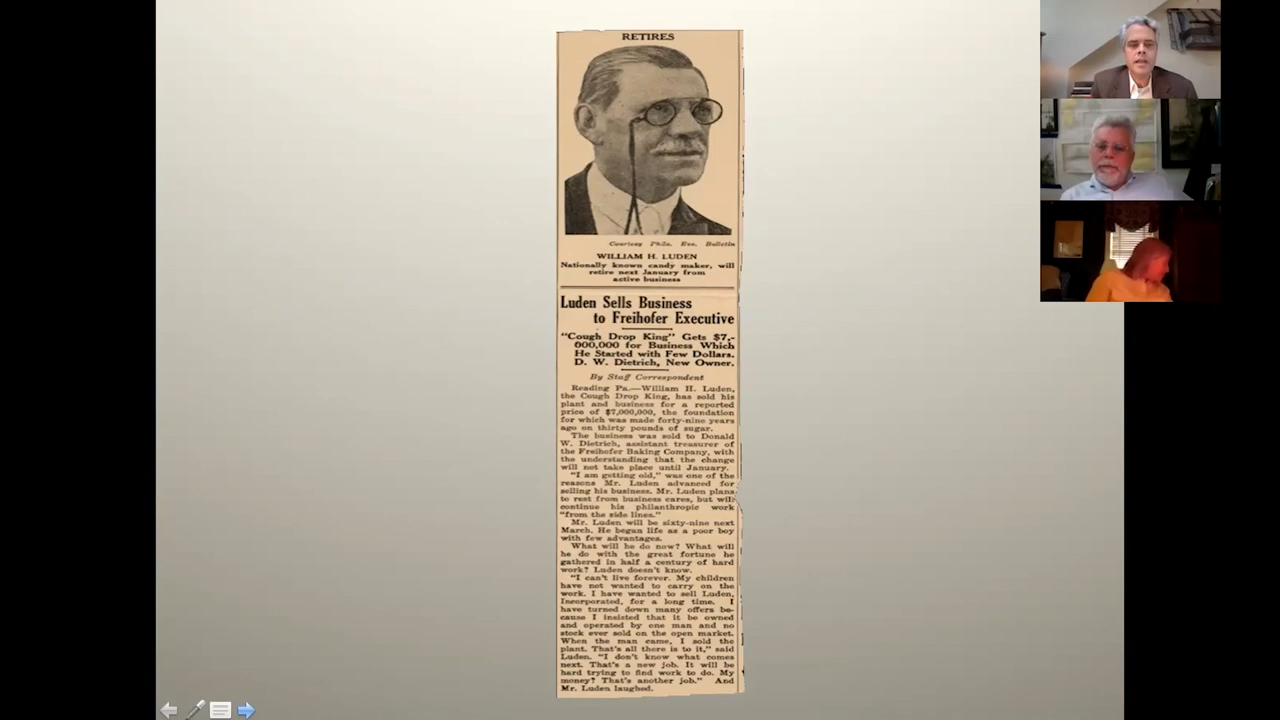 RETIRES
Courtesy Phila. Eve. Bulletin
WILLIAM H. LUDEN
Nationally known candy maker, will
retire next January from
active business
Luden Sells Business
to Freihofer Executive
"Cough Drop King" Gets $7,-
000,000 for Business Which
He Started with Few Dollars.
D. W. Dietrich, New Owner.
By Staff Correspondent
Reading Pa.—William H. Luden,
the Cough Drop King, has sold his
plant and business for a reported
price of $7,000,000, the foundation
for which was made forty-nine years
ago on thirty pounds of sugar.
The business was sold to Donald
W. Dietrich, assistant treasurer of
the Freihofer Baking Company, with
the understanding that the change
will not take place until January.
"I am getting old," was one of the
reasons Mr. Luden advanced for
selling his business. Mr. Luden plans
to rest from business cares, but will
continue his philanthropic work
"from the side lines."
Mr. Luden will be sixty-nine next
March. He began life as a poor boy
with few advantages.
What will he do now? What will
he do with the great fortune he
gathered in half a century of hard
work? Luden doesn't know.
"I can't live forever. My children
have not wanted to carry on the
work. I have wanted to sell Luden,
Incorporated, for a long time. I
have turned down many offers be-
cause I insisted that it be owned
and operated by one man and no
stock ever sold on the open market.
When the man came, I sold the
plant. That's all there is to it," said
Luden. "I don't know what comes
next. That's a new job. It will be
hard trying to find work to do. My
money? That's another job." And
Mr. Luden laughed.